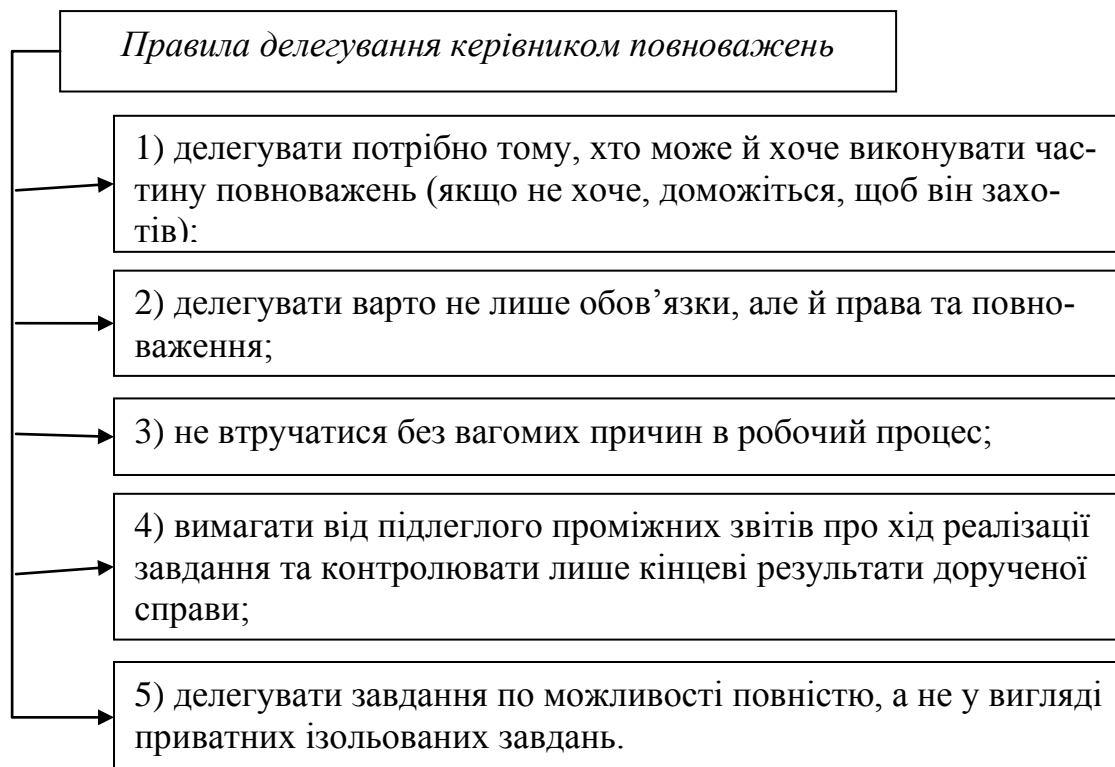 Правила делегування керівником повноважень
1) делегувати потрібно тому, хто може й хоче виконувати час-
тину повноважень (якщо не хоче, доможіться, щоб він захо-
тів);
2) делегувати варто не лише обов’язки, але й права та повно-
важення;
3) не втручатися без вагомих причин в робочий процес;
4) вимагати від підлеглого проміжних звітів про хід реалізації
завдання та контролювати лише кінцеві результати дорученої
справи;
5) делегувати завдання по можливості повністю, а не у вигляді
приватних ізольованих завдань.